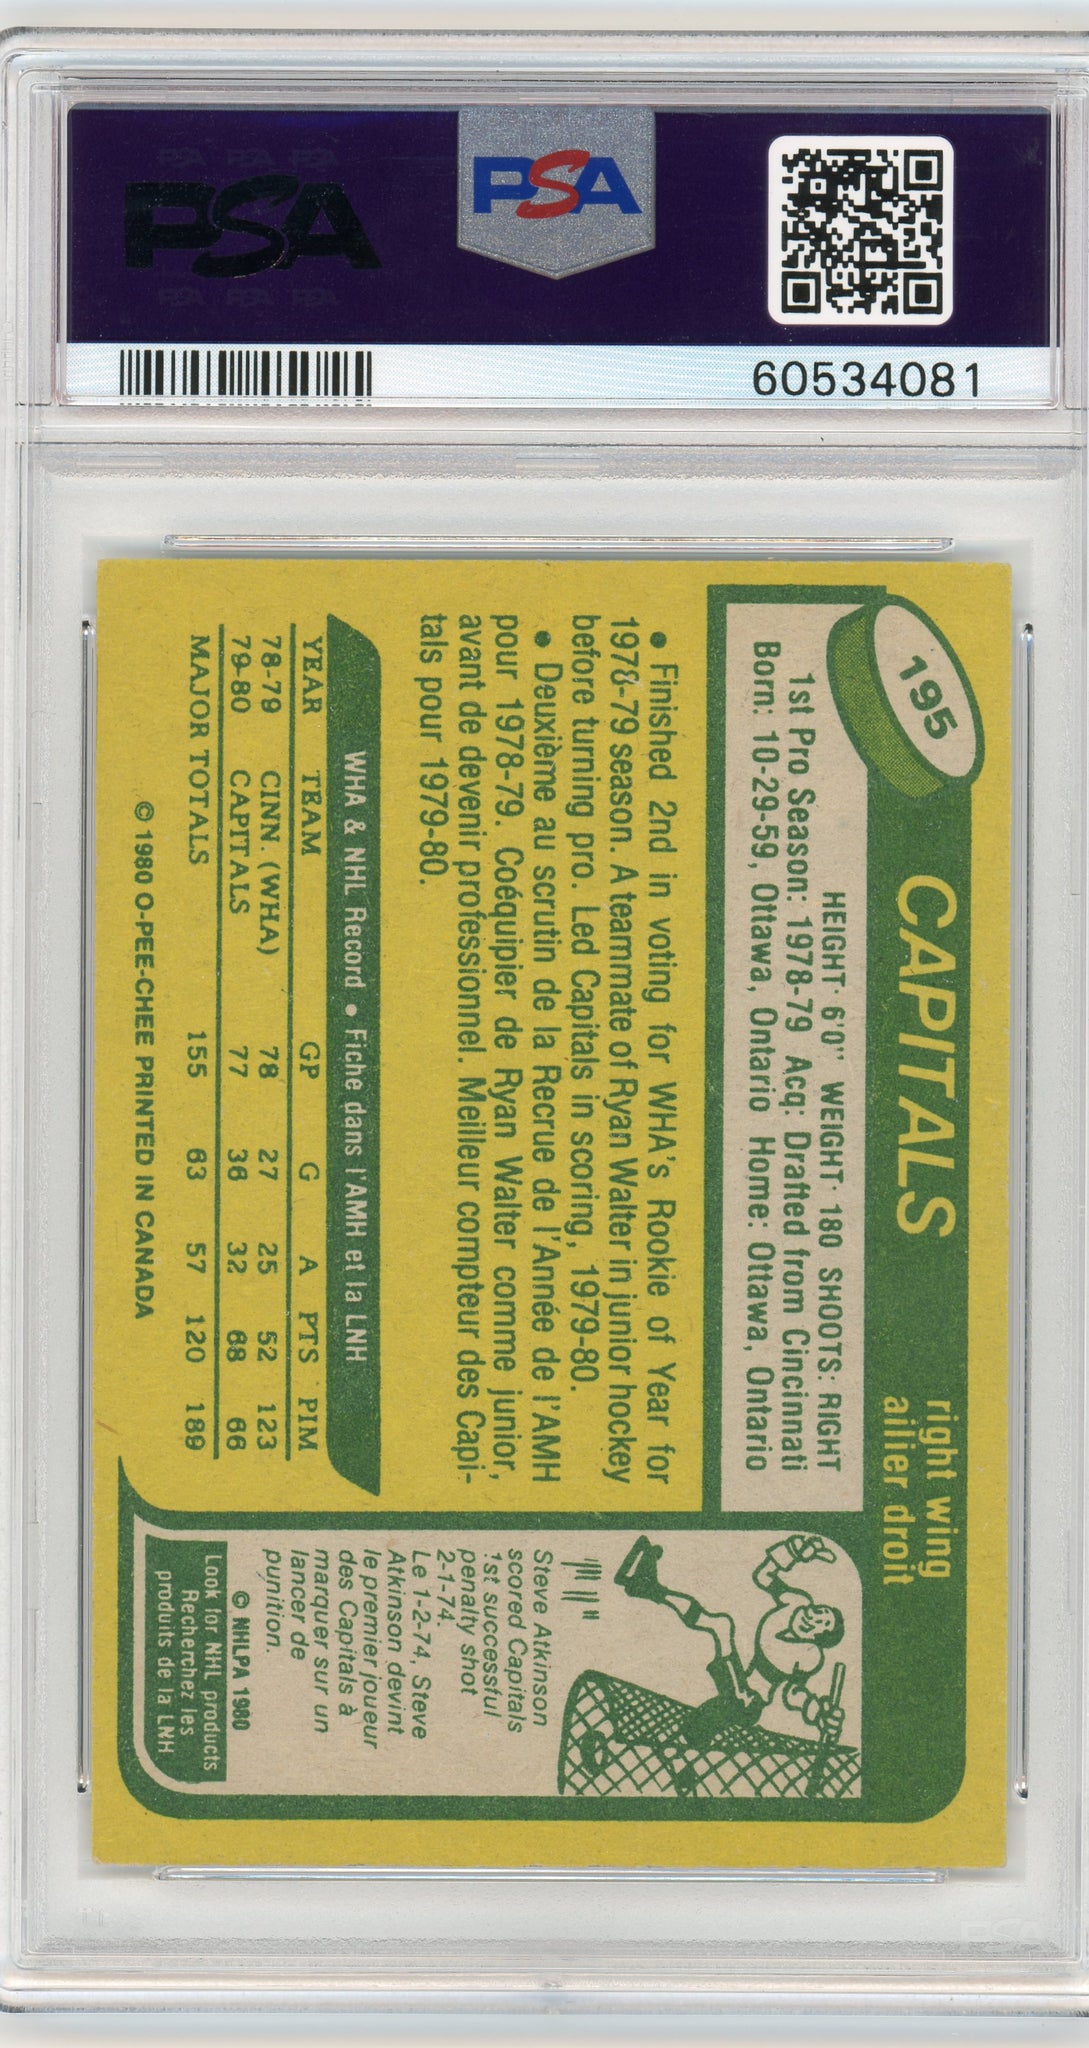 PSA PSA PSA
PSA
PSA PSA PSA
PSA
60534081
195
CAPITALS
right wing
ailier droit
HEIGHT: 6'0" WEIGHT: 180 SHOOTS: RIGHT
1st Pro Season: 1978-79 Acq: Drafted from Cincinnati
Born: 10-29-59, Ottawa, Ontario Home: Ottawa, Ontario
• Finished 2nd in voting for WHA's Rookie of Year for
1978-79 season. A teammate of Ryan Walter in junior hockey
before turning pro. Led Capitals in scoring, 1979-80.
• Deuxième au scrutin de la Recrue de l'Année de l'AMH
pour 1978-79. Coéquipier de Ryan Walter comme junior,
avant de devenir professionnel. Meilleur compteur des Capi-
tals pour 1979-80.
WHA & NHL Record • Fiche dans l'AMH et la LNH
YEAR TEAM GP G A PTS PIM
78-79 CINN. (WHA) 78 27 25 52 123
79-80 CAPITALS 77 36 32 68 66
MAJOR TOTALS 155 63 57 120 189
© 1980 O-PEE-CHEE PRINTED IN CANADA
Steve Atkinson
scored Capitals
1st successful
penalty shot
2-1-74.
Le 1-2-74, Steve
Atkinson devint
le premier joueur
des Capitals à
marquer sur un
lancer de
punition.
© NHLPA 1980
Look for NHL products
Recherchez les
produits de la LNH
PSA